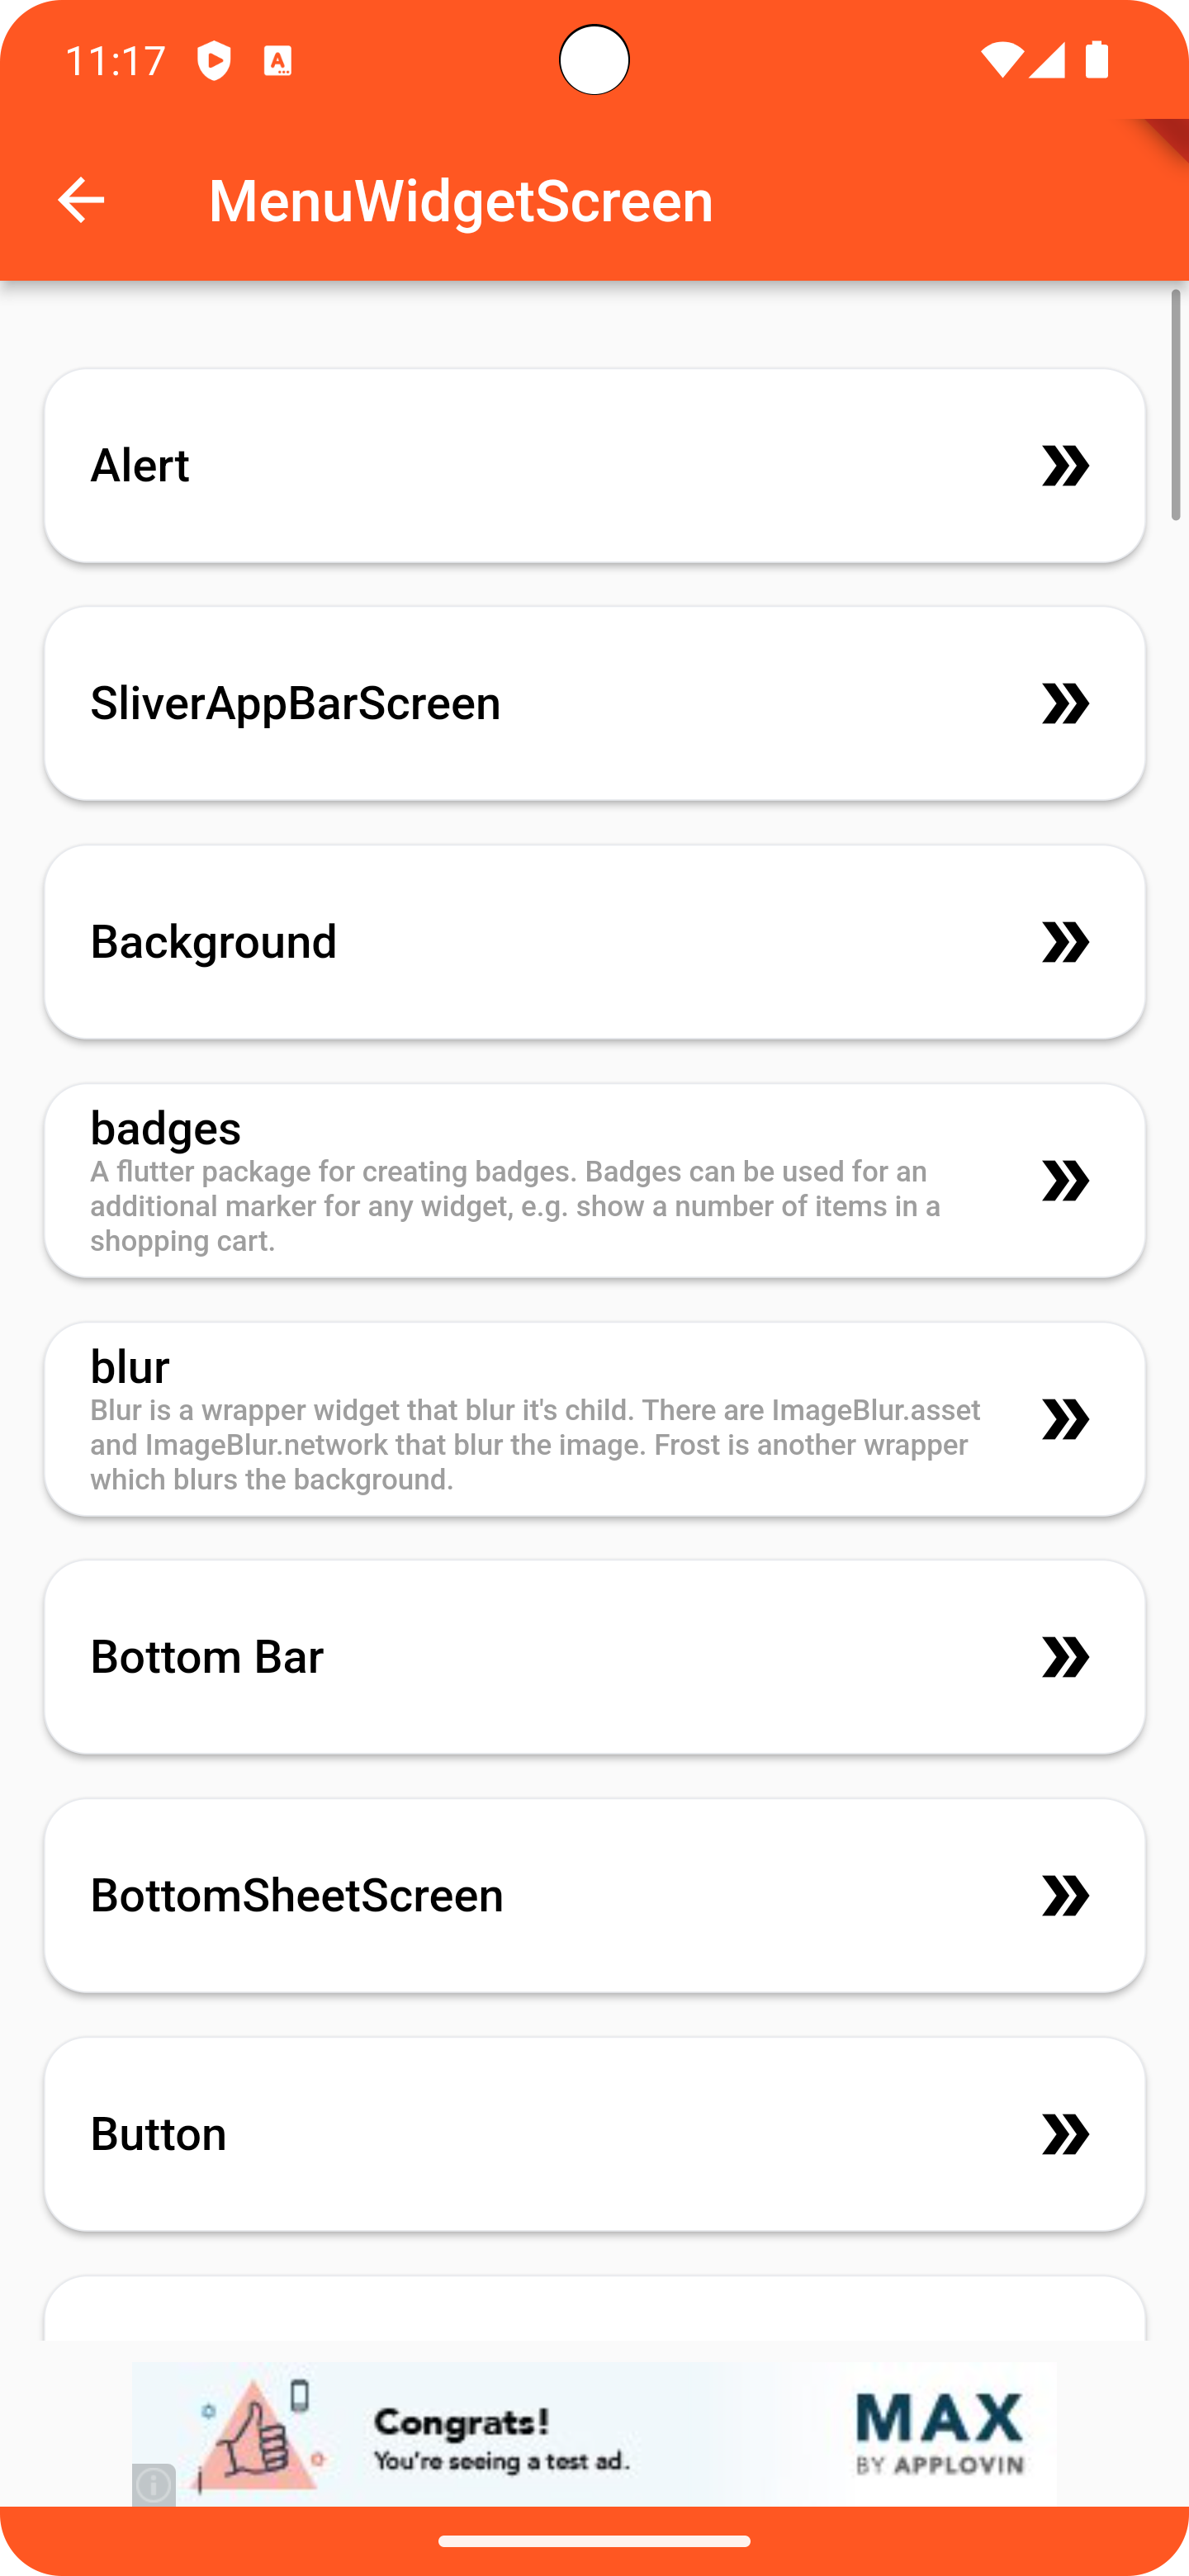 11:17
MenuWidgetScreen
Alert
SliverAppBarScreen
Background
badges
A flutter package for creating badges. Badges can be used for an
additional marker for any widget, e.g. show a number of items in a
shopping cart.
blur
Blur is a wrapper widget that blur it's child. There are ImageBlur.asset
and ImageBlur.network that blur the image. Frost is another wrapper
which blurs the background.
Bottom Bar
BottomSheetScreen
Button
Congrats!
You're seeing a test ad.
MAX
BY APPLOVIN